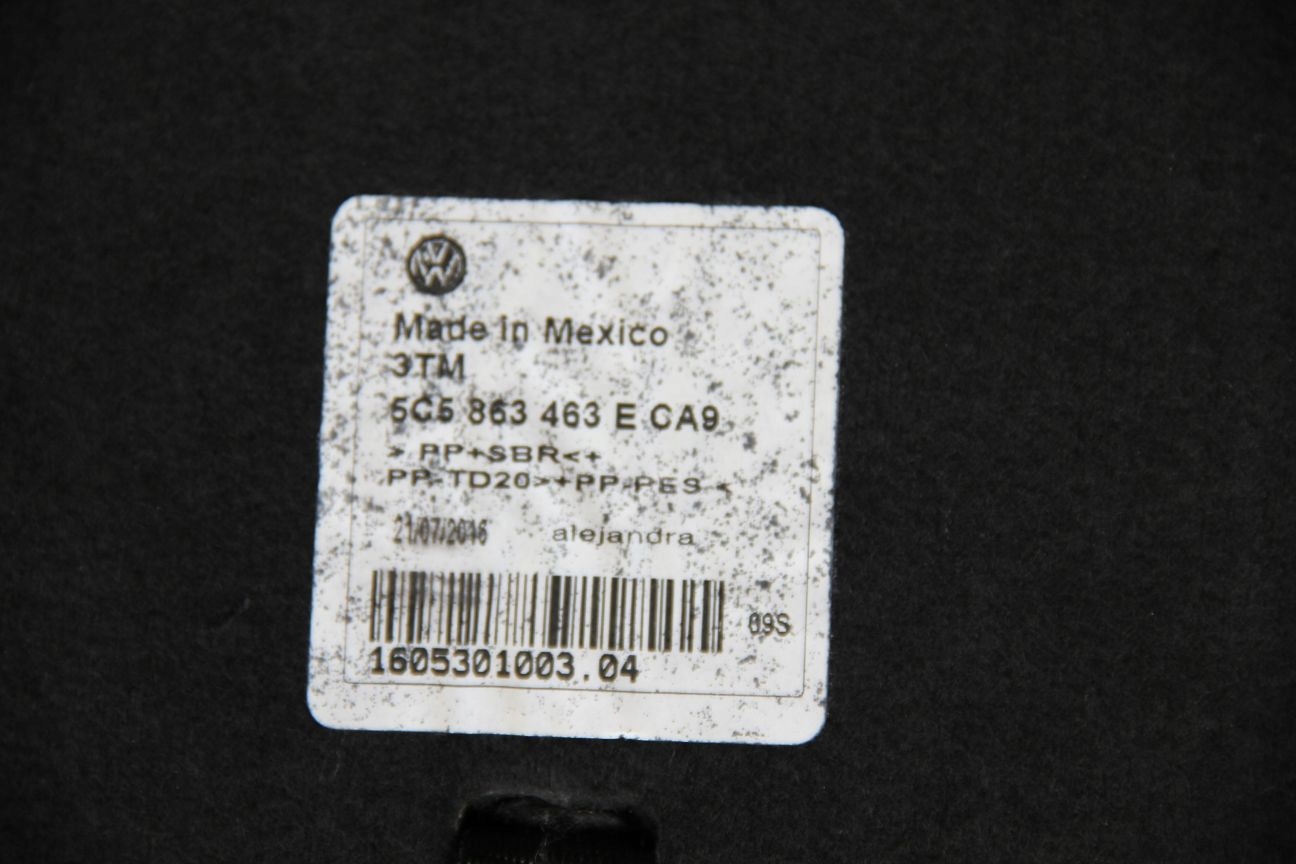 Made in Mexico
3TM
5C5 863 463 E CA9
> PP+SBR<+
PP-TD20>+PP-PES <
21/07/2016 alejandra
09S
1605301003.04